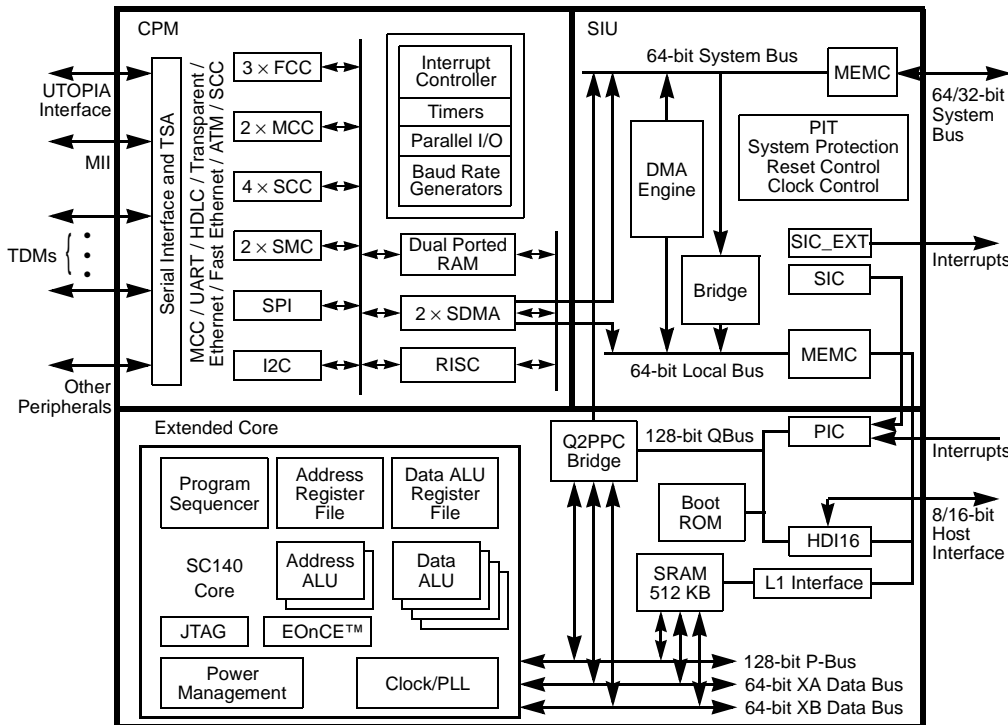 CPM
SIU
UTOPIA
Interface
MII
TDMs
Other
Peripherals
Serial Interface and TSA
MCC / UART / HDLC / Transparent /
Ethernet / Fast Ethernet / ATM / SCC
3 × FCC
2 × MCC
4 × SCC
2 × SMC
SPI
I2C
Interrupt
Controller
Timers
Parallel I/O
Baud Rate
Generators
Dual Ported
RAM
2 × SDMA
RISC
64-bit System Bus
MEMC
64/32-bit
System
Bus
DMA
Engine
PIT
System Protection
Reset Control
Clock Control
SIC_EXT
Interrupts
SIC
Bridge
MEMC
64-bit Local Bus
Extended Core
Program
Sequencer
Address
Register
File
Data ALU
Register
File
SC140
Core
Address
ALU
Data
ALU
JTAG
EOnCE™
Power
Management
Clock/PLL
Q2PPC
Bridge
128-bit QBus
PIC
Interrupts
Boot
ROM
HDI16
8/16-bit
Host
Interface
SRAM
512 KB
L1 Interface
128-bit P-Bus
64-bit XA Data Bus
64-bit XB Data Bus